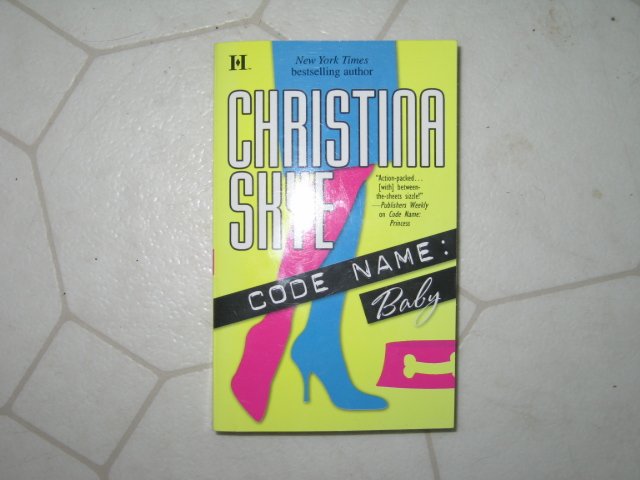 H™
New York Times
bestselling author
CHRISTINA
SKYE
"Action-packed...
[with] between-
the-sheets sizzle!"
—Publishers Weekly
on Code Name:
Princess
CODE NAME:
Baby